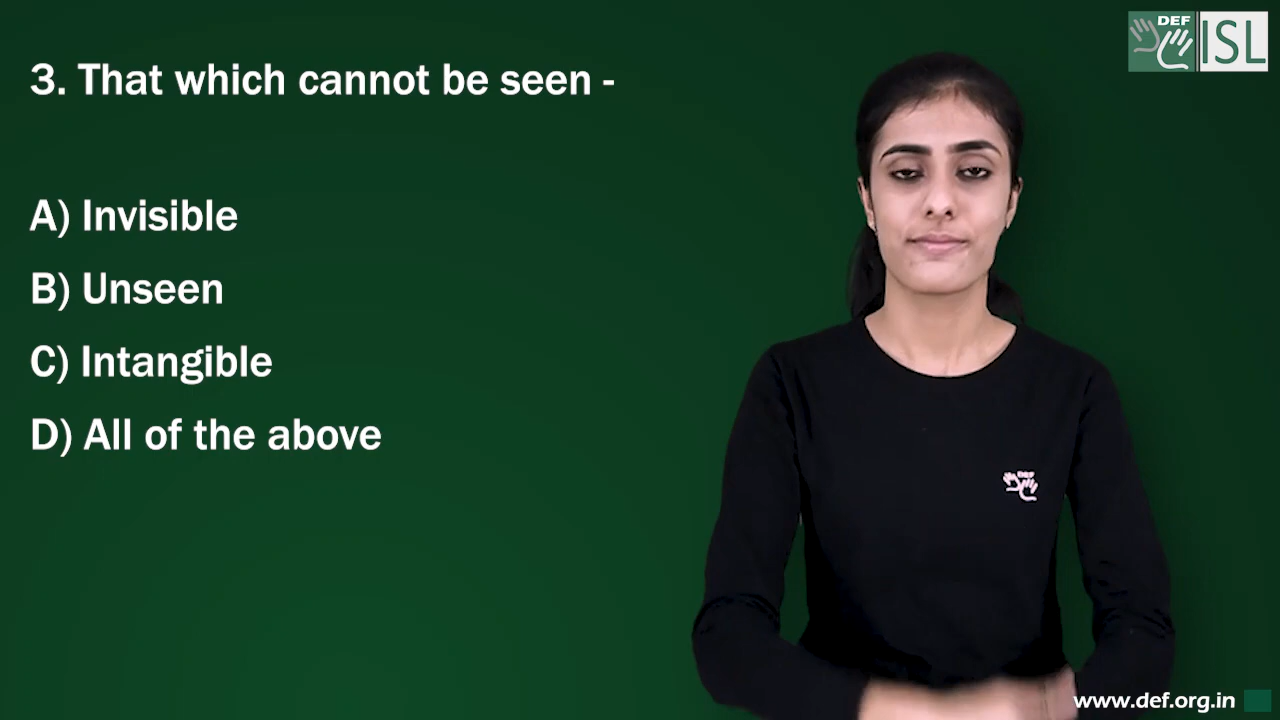 DEF
ISL
3. That which cannot be seen -
A) Invisible
B) Unseen
C) Intangible
D) All of the above
DEF
www.def.org.in